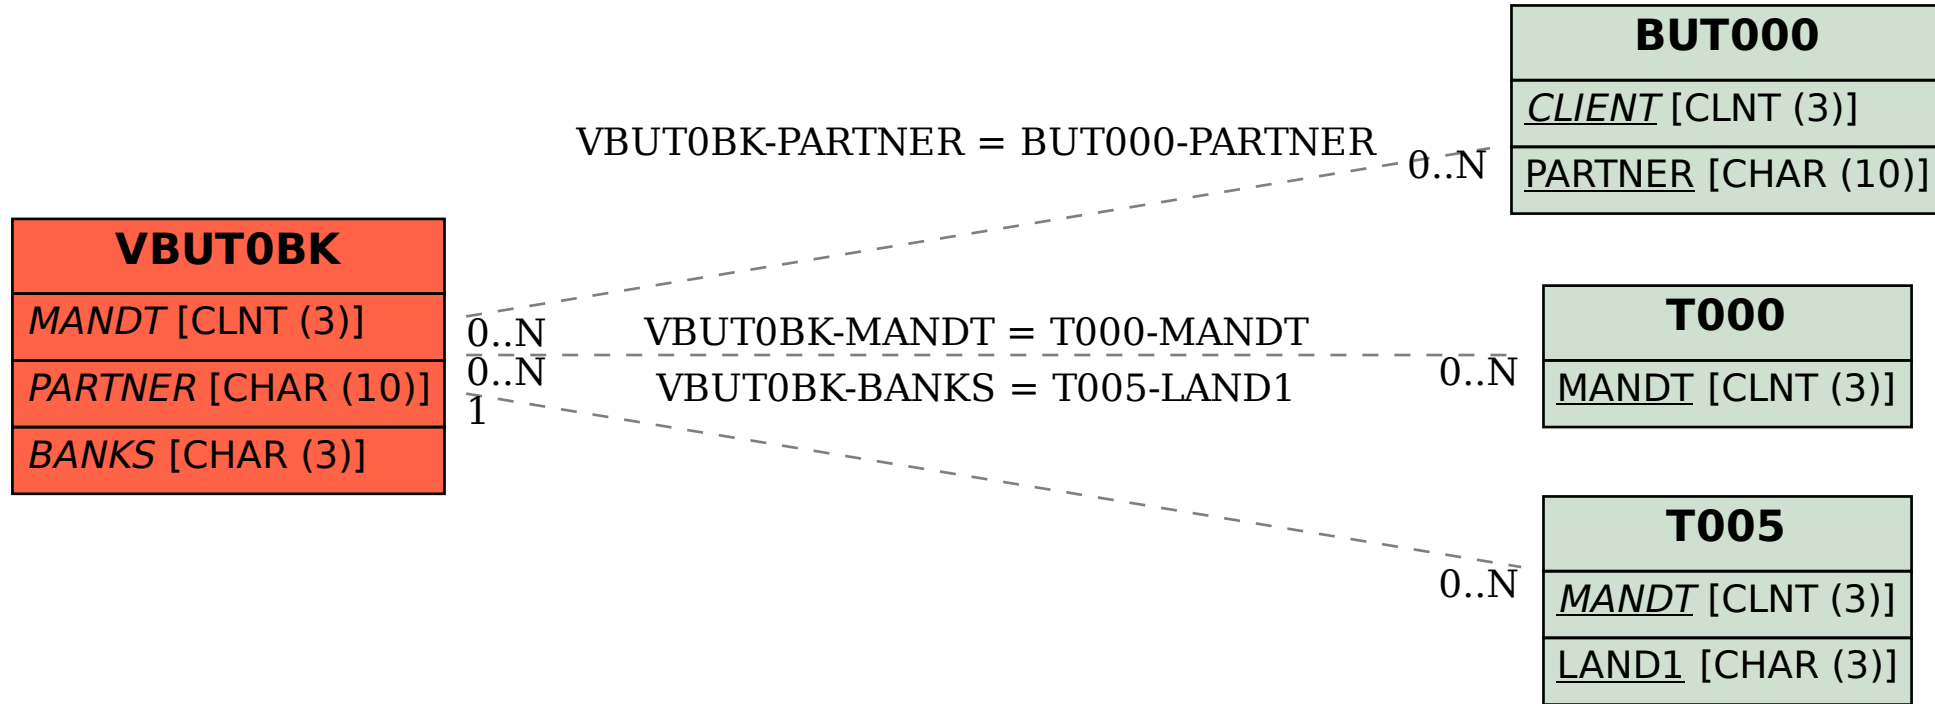 BUT000
CLIENT [CLNT (3)]
PARTNER [CHAR (10)]
VBUT0BK-PARTNER = BUT000-PARTNER
0..N
VBUT0BK
MANDT [CLNT (3)]
PARTNER [CHAR (10)]
BANKS [CHAR (3)]
0..N
VBUT0BK-MANDT = T000-MANDT
0..N
0..N
VBUT0BK-BANKS = T005-LAND1
1
0..N
T000
MANDT [CLNT (3)]
T005
MANDT [CLNT (3)]
LAND1 [CHAR (3)]